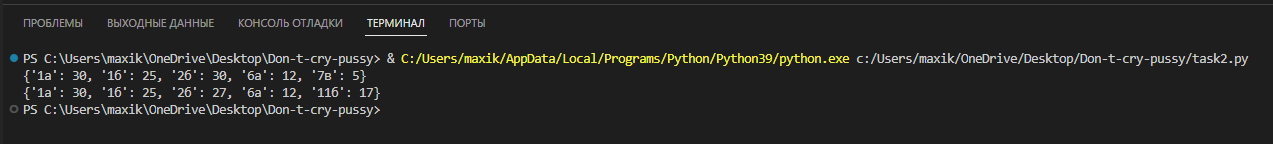 ПРОБЛЕМЫ ВЫХОДНЫЕ ДАННЫЕ КОНСОЛЬ ОТЛАДКИ ТЕРМИНАЛ ПОРТЫ
PS C:\Users\maxik\OneDrive\Desktop\Don-t-cry-pussy> & C:/Users/maxik/AppData/Local/Programs/Python/Python39/python.exe c:/Users/maxik/OneDrive/Desktop/Don-t-cry-pussy/task2.py
{'1а': 30, '1б': 25, '2б': 30, '6а': 12, '7в': 5}
{'1а': 30, '1б': 25, '2б': 27, '6а': 12, '11б': 17}
PS C:\Users\maxik\OneDrive\Desktop\Don-t-cry-pussy>